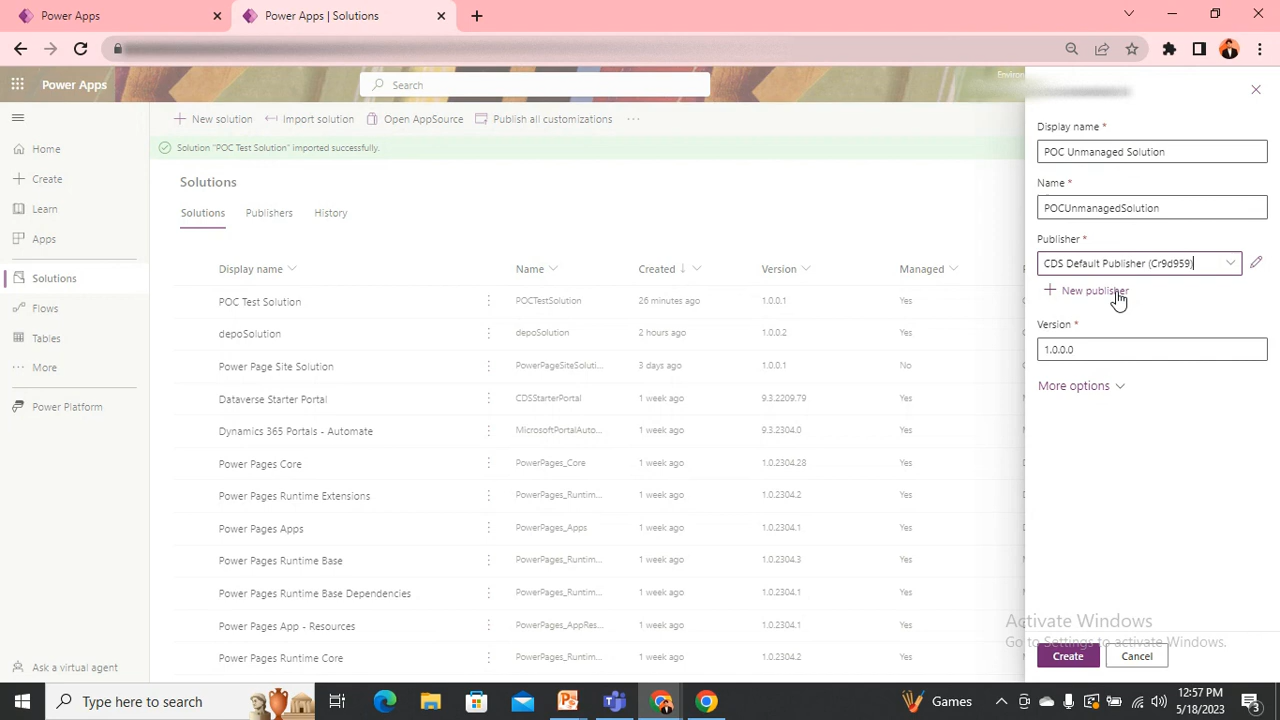 Power Apps
Power Apps | Solutions
Power Apps
Search
Environ
New solution
Import solution
Open AppSource
Publish all customizations
Solution "POC Test Solution" imported successfully.
Home
Create
Learn
Apps
Solutions
Flows
Tables
More
Power Platform
Ask a virtual agent
Solutions
Solutions
Publishers
History
Display name
Name
Created
Version
Managed
POC Test Solution
POCTestSolution
26 minutes ago
1.0.0.1
Yes
depoSolution
depoSolution
2 hours ago
1.0.0.2
Yes
Power Page Site Solution
PowerPageSiteSoluti...
3 days ago
1.0.0.1
No
Dataverse Starter Portal
CDSStarterPortal
1 week ago
9.3.2209.79
Yes
Dynamics 365 Portals - Automate
MicrosoftPortalAuto...
1 week ago
9.3.2304.0
Yes
Power Pages Core
PowerPages_Core
1 week ago
1.0.2304.28
Yes
Power Pages Runtime Extensions
PowerPages_Runtim...
1 week ago
1.0.2304.2
Yes
Power Pages Apps
PowerPages_Apps
1 week ago
1.0.2304.1
Yes
Power Pages Runtime Base
PowerPages_Runtim...
1 week ago
1.0.2304.3
Yes
Power Pages Runtime Base Dependencies
PowerPages_Runtim...
1 week ago
1.0.2304.1
Yes
Power Pages App - Resources
PowerPages_AppRes...
1 week ago
1.0.2304.1
Yes
Power Pages Runtime Core
PowerPages_Runtim...
1 week ago
1.0.2304.2
Yes
Display name *
POC Unmanaged Solution
Name *
POCUnmanagedSolution
Publisher *
CDS Default Publisher (Cr9d959)
New publisher
Version *
1.0.0.0
More options
Activate Windows
Go to Settings to activate Windows.
Create
Cancel
Type here to search
Games
12:57 PM
5/18/2023
3